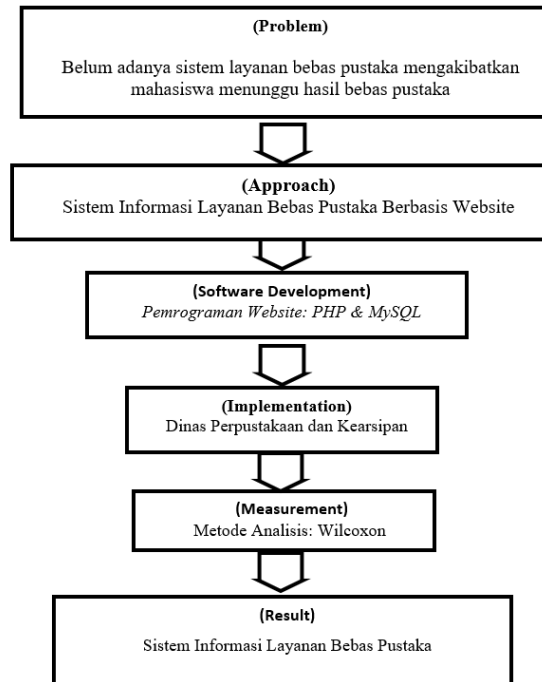 (Problem)
Belum adanya sistem layanan bebas pustaka mengakibatkan
mahasiswa menunggu hasil bebas pustaka
(Approach)
Sistem Informasi Layanan Bebas Pustaka Berbasis Website
(Software Development)
Pemrograman Website: PHP & MySQL
(Implementation)
Dinas Perpustakaan dan Kearsipan
(Measurement)
Metode Analisis: Wilcoxon
(Result)
Sistem Informasi Layanan Bebas Pustaka